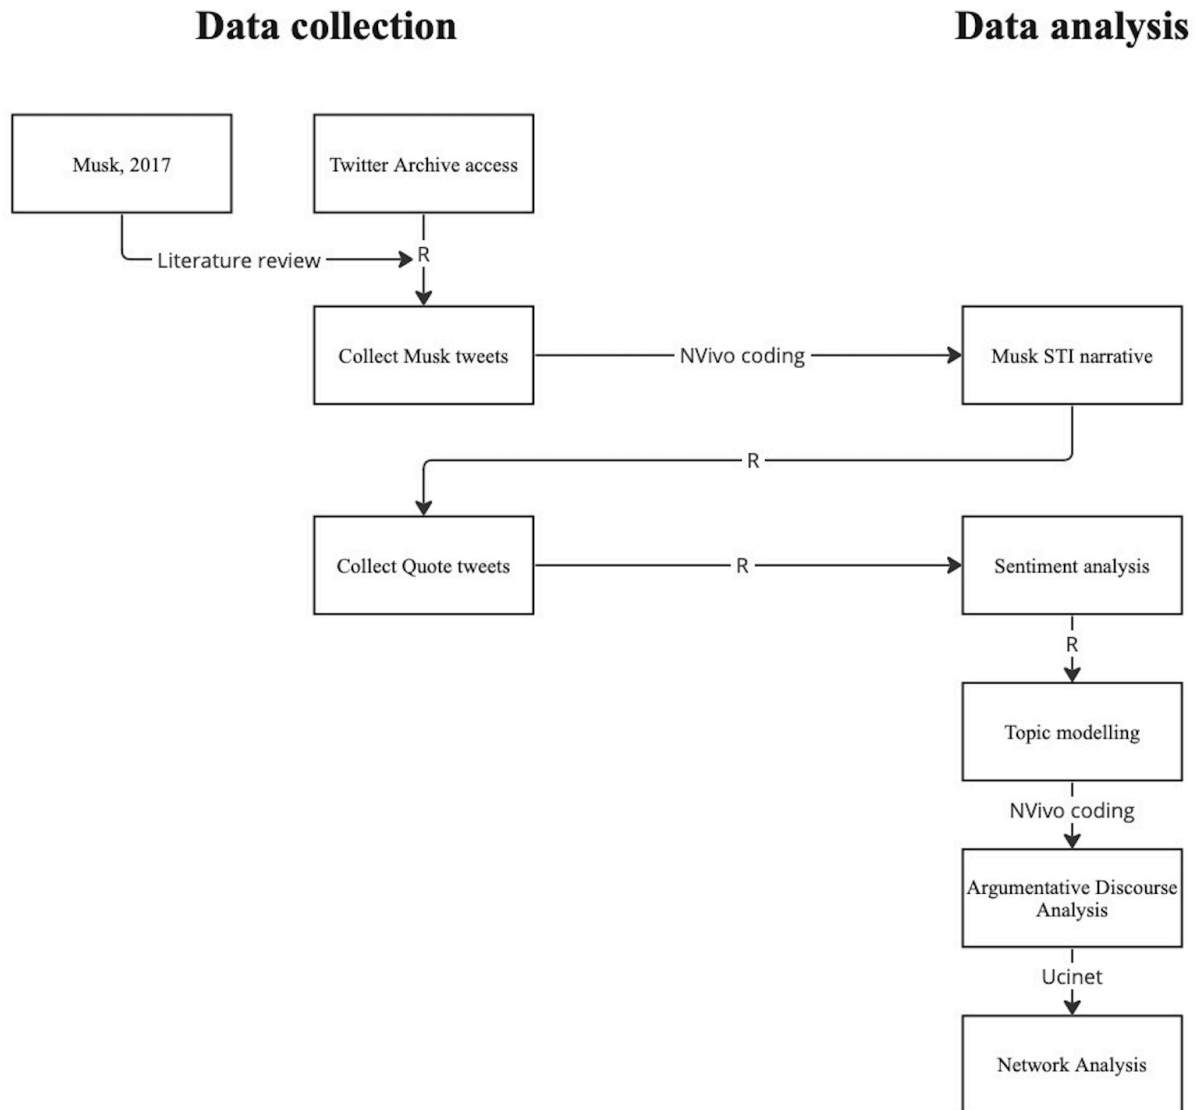 Data collection
Data analysis
Musk, 2017
Twitter Archive access
Literature review
R
Collect Musk tweets
NVivo coding
Musk STI narrative
R
Collect Quote tweets
R
Sentiment analysis
R
Topic modelling
NVivo coding
Argumentative Discourse
Analysis
Ucinet
Network Analysis